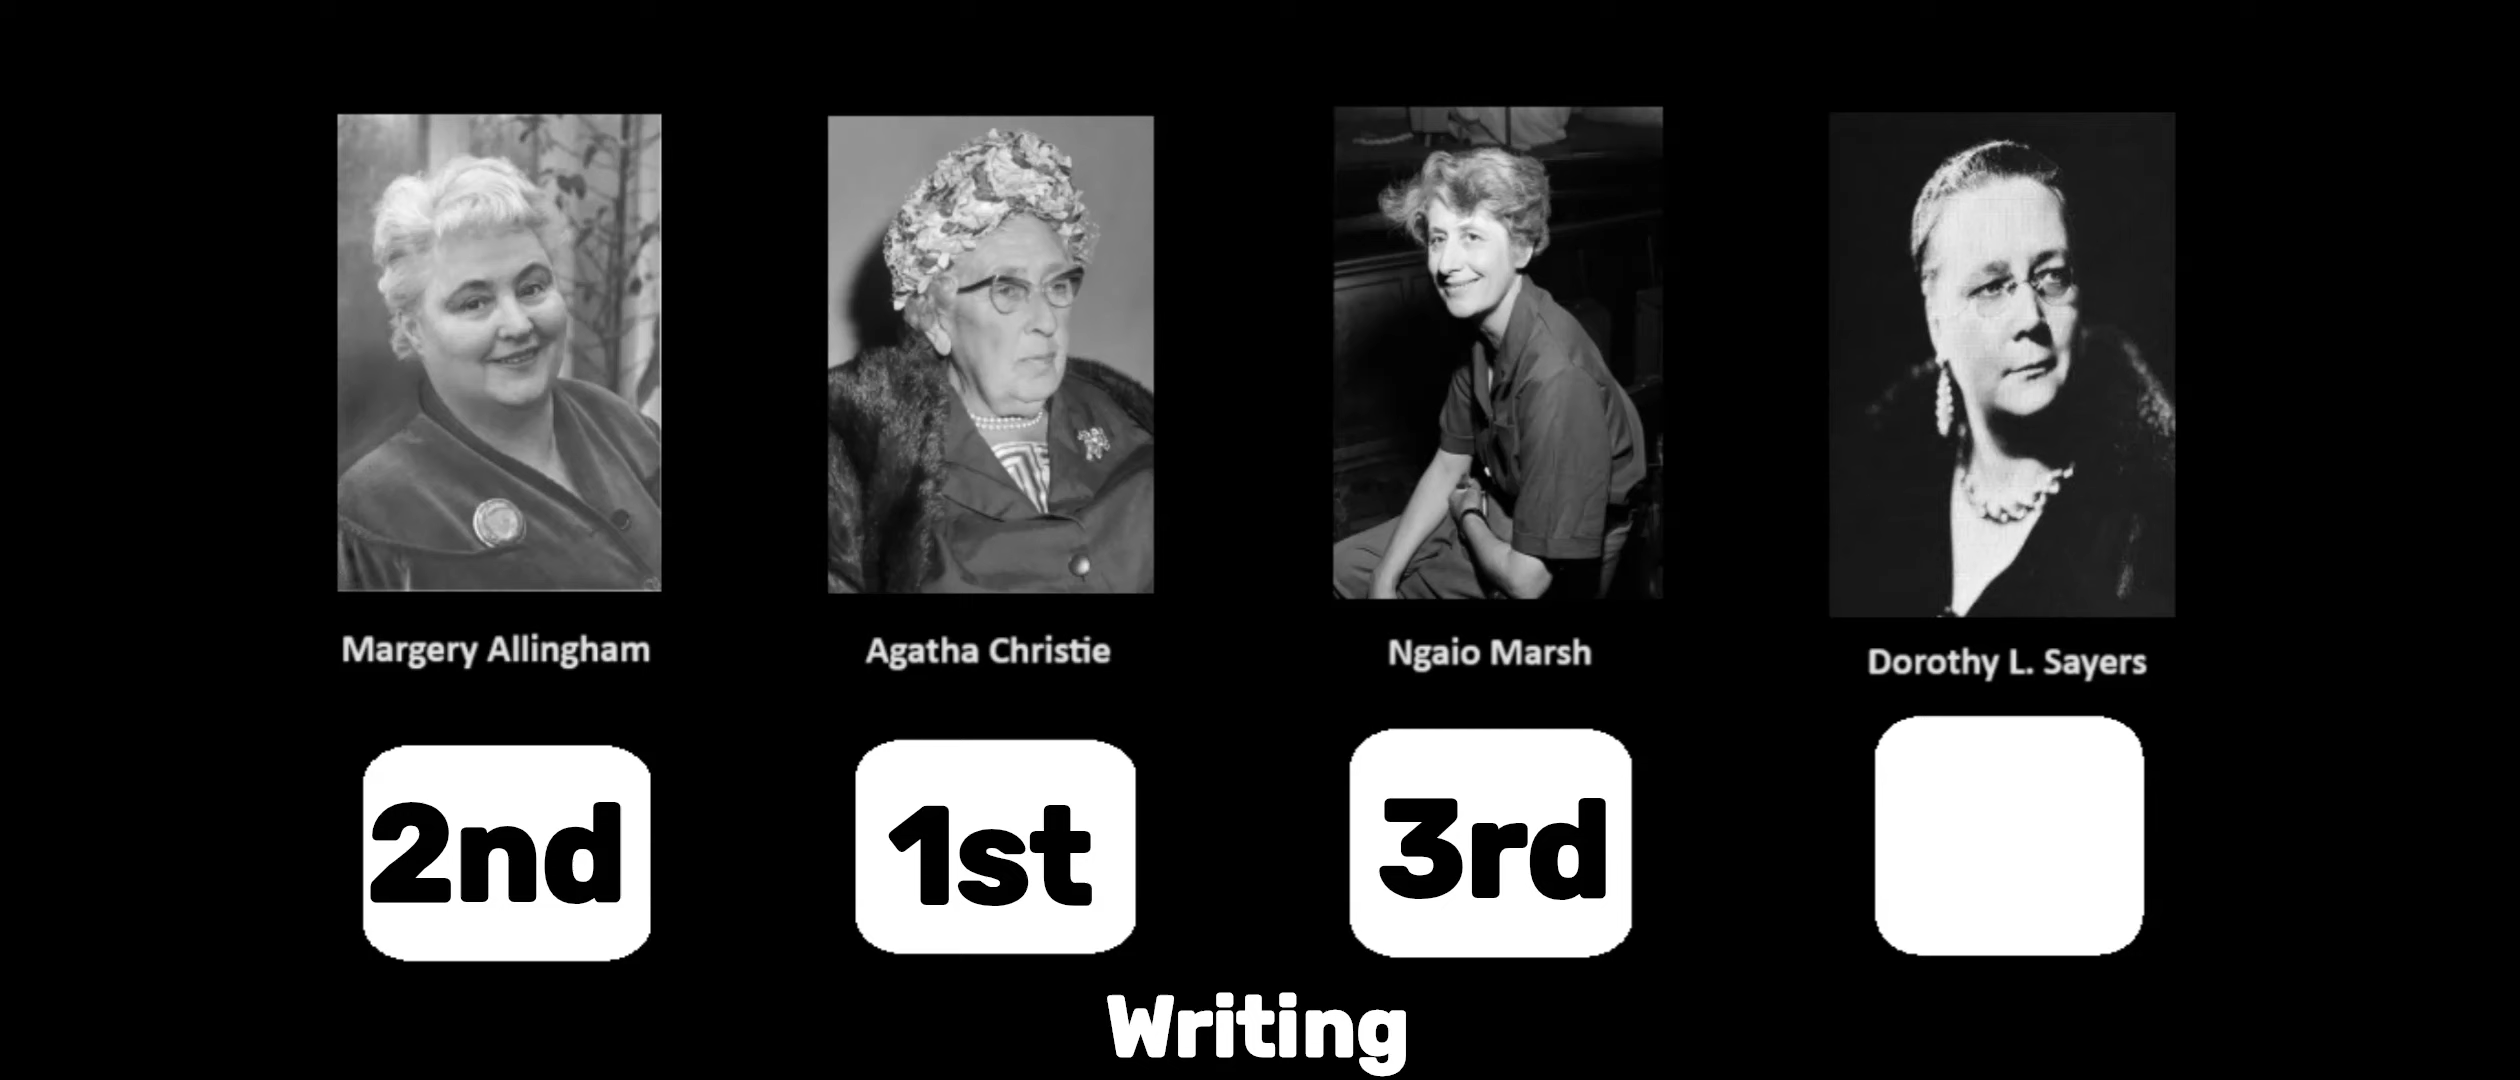 Margery Allingham
Agatha Christie
Ngaio Marsh
Dorothy L. Sayers
2nd
1st
3rd
Writing